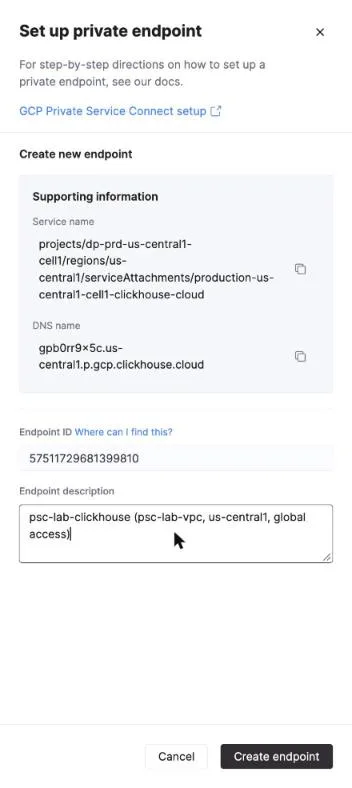 Set up private endpoint
For step-by-step directions on how to set up a
private endpoint, see our docs.
GCP Private Service Connect setup
Create new endpoint
Supporting information
Service name
projects/dp-prd-us-central1-
cell1/regions/us-
central1/serviceAttachments/production-us-
central1-cell1-clickhouse-cloud
DNS name
gpb0rr9x5c.us-
central1.p.gcp.clickhouse.cloud
Endpoint ID Where can I find this?
57511729681399810
Endpoint description
psc-lab-clickhouse (psc-lab-vpc, us-central1, global
access)
Cancel
Create endpoint